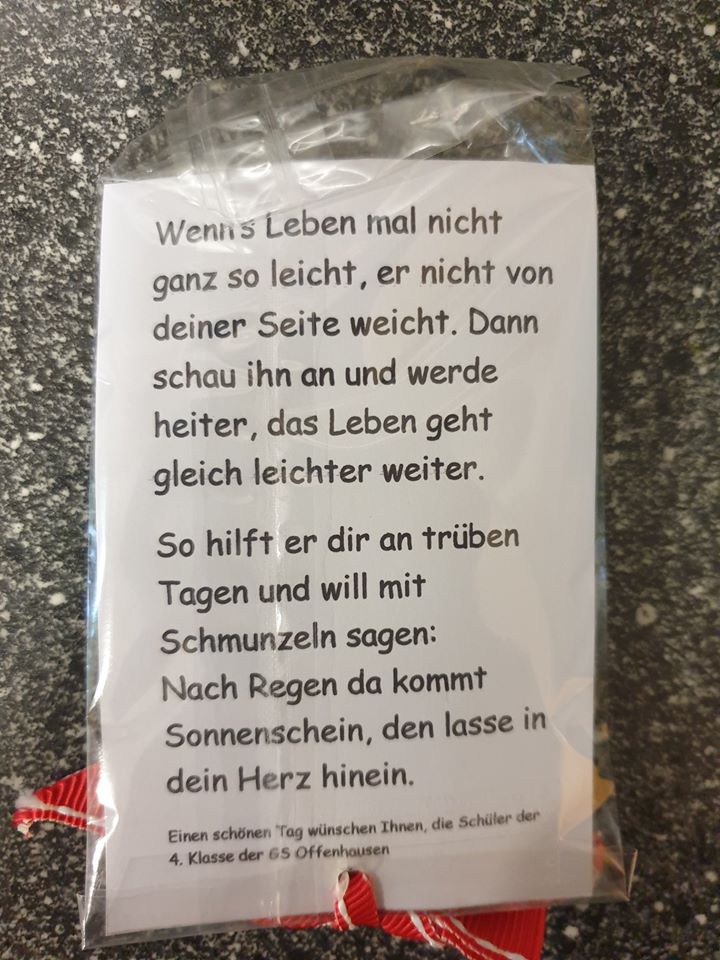 Wenn's Leben mal nicht
ganz so leicht, er nicht von
deiner Seite weicht. Dann
schau ihn an und werde
heiter, das Leben geht
gleich leichter weiter.
So hilft er dir an trüben
Tagen und will mit
Schmunzeln sagen:
Nach Regen da kommt
Sonnenschein, den lasse in
dein Herz hinein.
Einen schönen Tag wünschen Ihnen, die Schüler der
4. Klasse der GS Offenhausen